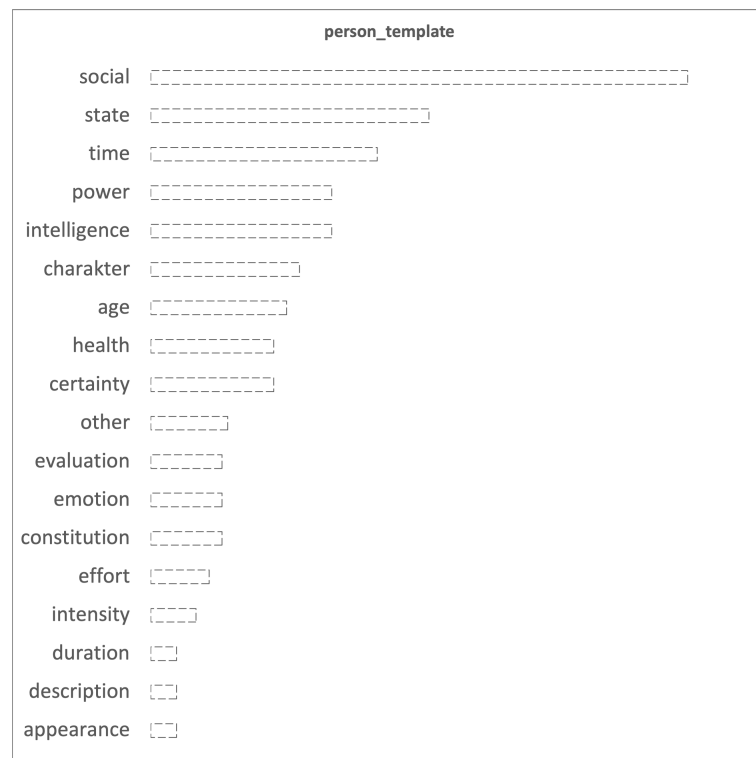 person_template
social
state
time
power
intelligence
charakter
age
health
certainty
other
evaluation
emotion
constitution
effort
intensity
duration
description
appearance